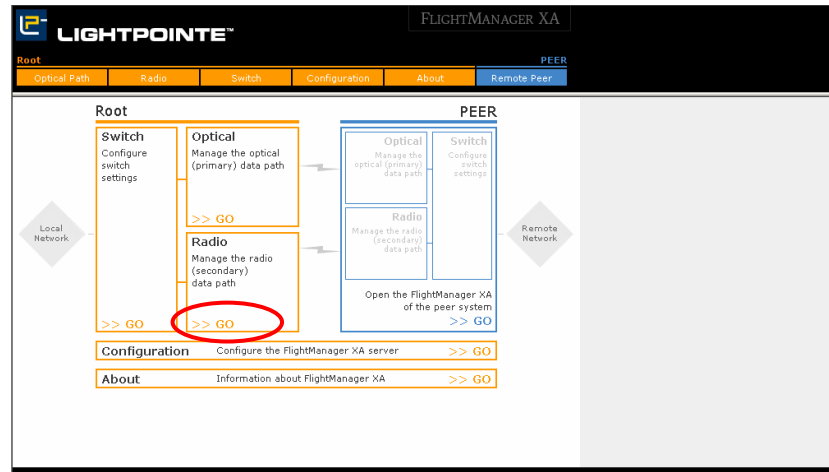 LIGHTPOINTE™
FLIGHTMANAGER XA
Root
PEER
Optical Path
Radio
Switch
Configuration
About
Remote Peer
Root
PEER
Switch
Configure
switch
settings
>> GO
Optical
Manage the optical
(primary) data path
>> GO
Radio
Manage the radio
(secondary)
data path
>> GO
Optical
Manage the
optical (primary)
data path
Switch
Configure
switch
settings
Radio
Manage the radio
(secondary)
data path
Open the FlightManager XA
of the peer system
>> GO
Local
Network
Remote
Network
Configuration
Configure the FlightManager XA server
>> GO
About
Information about FlightManager XA
>> GO